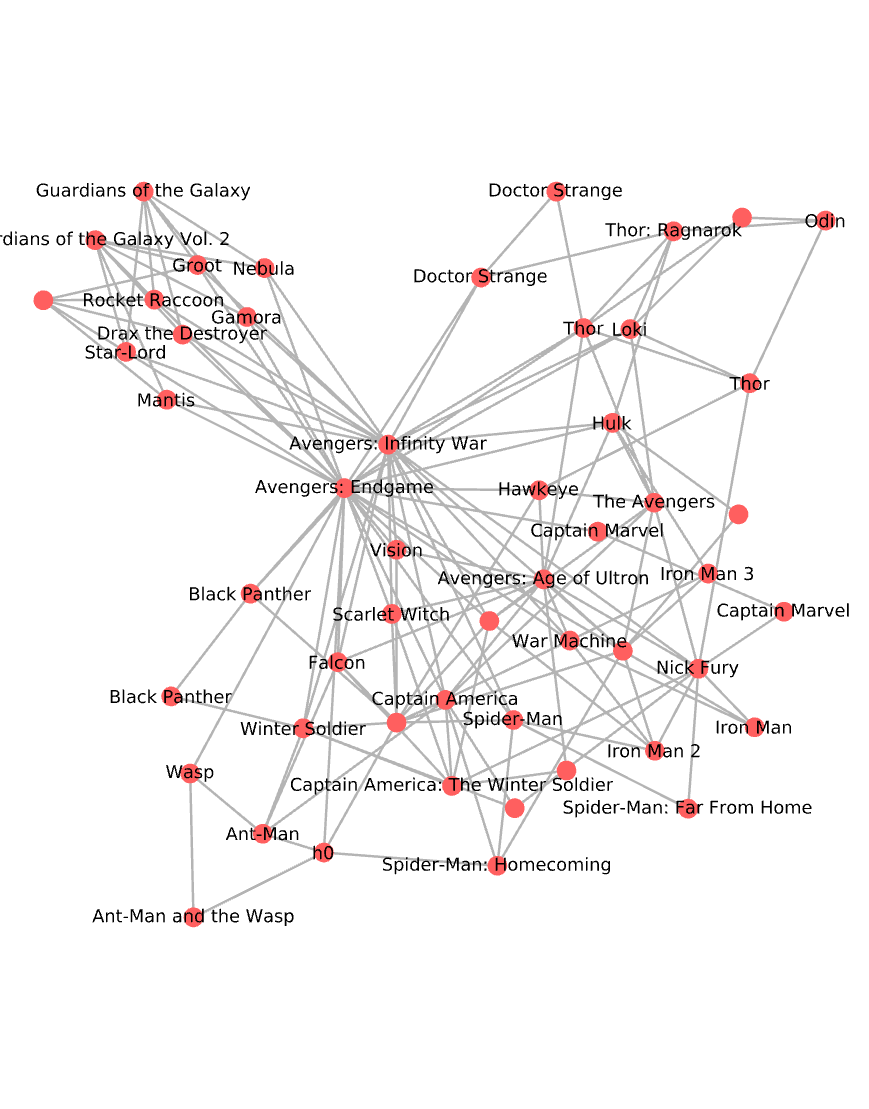 Guardians of the Galaxy
Doctor Strange
Odin
Thor: Ragnarok
rdians of the Galaxy Vol. 2
Groot
Nebula
Doctor Strange
Rocket Raccoon
Gamora
Thor
Loki
Drax the Destroyer
Star-Lord
Thor
Mantis
Hulk
Avengers: Infinity War
Avengers: Endgame
Hawkeye
The Avengers
Captain Marvel
Vision
Iron Man 3
Avengers: Age of Ultron
Black Panther
Captain Marvel
Scarlet Witch
War Machine
Falcon
Nick Fury
Black Panther
Captain America
Spider-Man
Iron Man
Winter Soldier
Iron Man 2
Wasp
Captain America: The Winter Soldier
Spider-Man: Far From Home
Ant-Man
h0
Spider-Man: Homecoming
Ant-Man and the Wasp